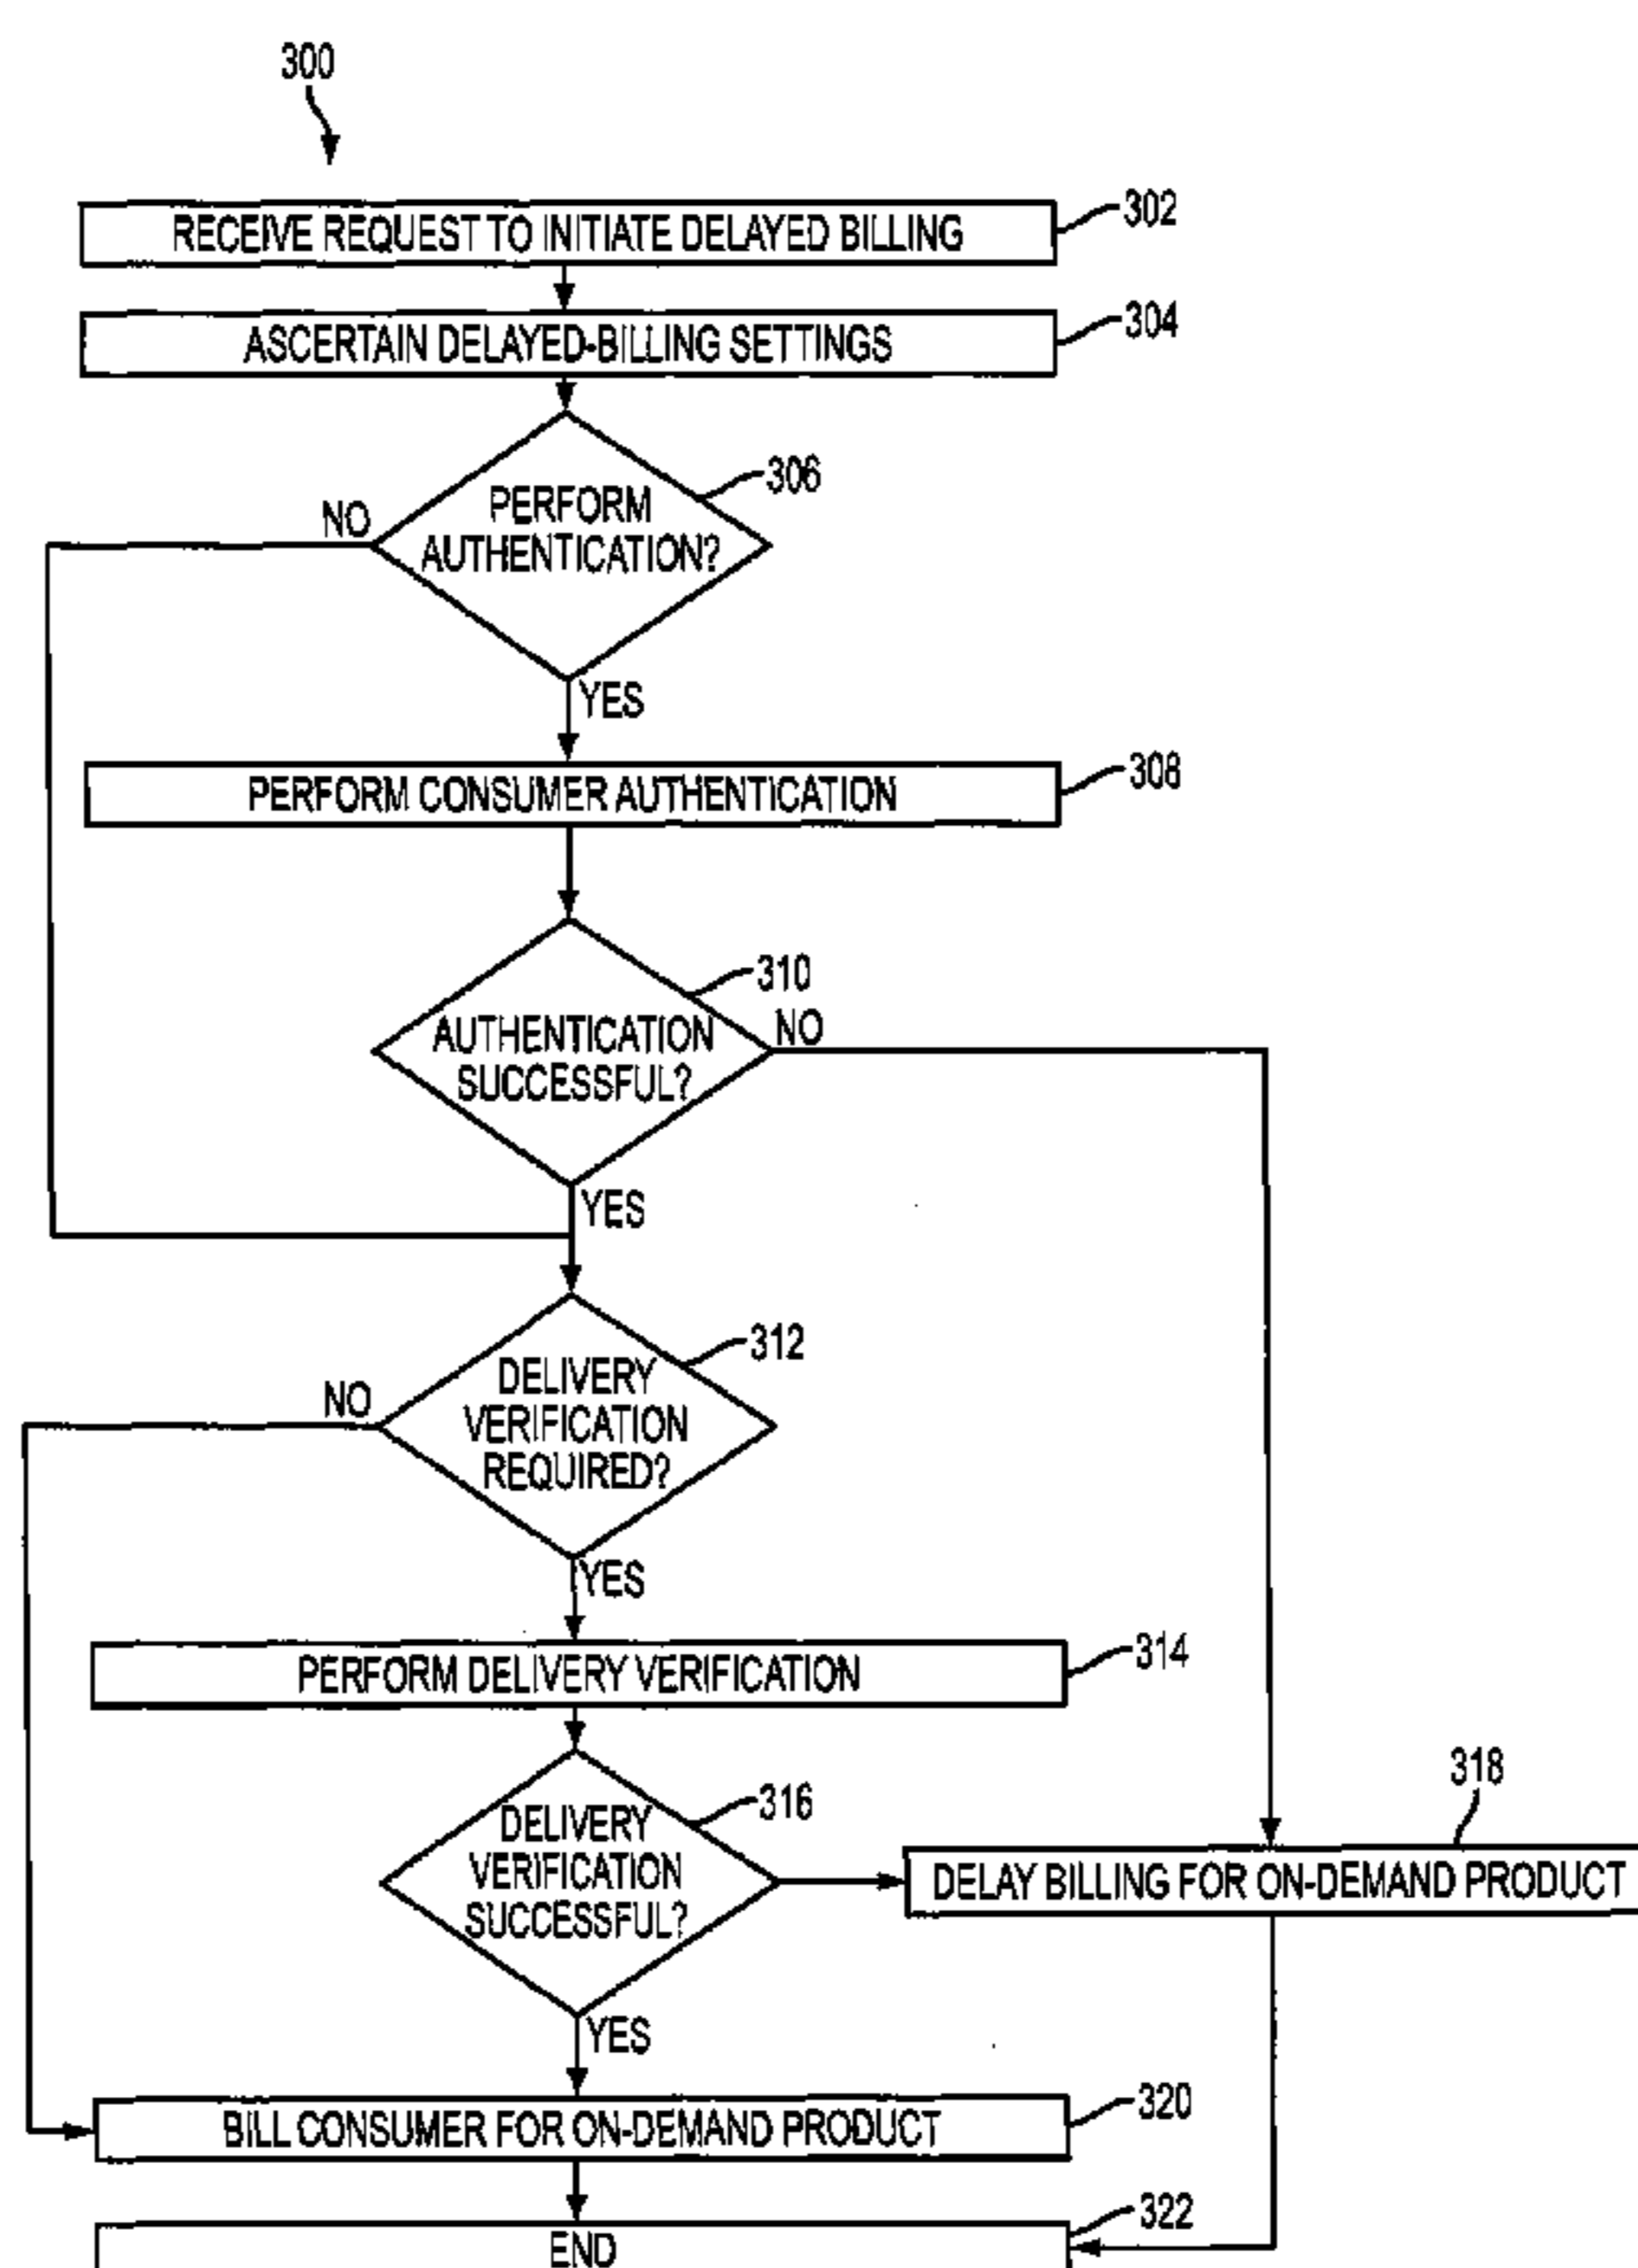 300
RECEIVE REQUEST TO INITIATE DELAYED BILLING
302
ASCERTAIN DELAYED-BILLING SETTINGS
304
PERFORM
AUTHENTICATION?
306
NO
YES
PERFORM CONSUMER AUTHENTICATION
308
AUTHENTICATION
SUCCESSFUL?
310
NO
YES
DELIVERY
VERIFICATION
REQUIRED?
312
NO
YES
PERFORM DELIVERY VERIFICATION
314
DELIVERY
VERIFICATION
SUCCESSFUL?
316
318
DELAY BILLING FOR ON-DEMAND PRODUCT
YES
BILL CONSUMER FOR ON-DEMAND PRODUCT
320
END
322